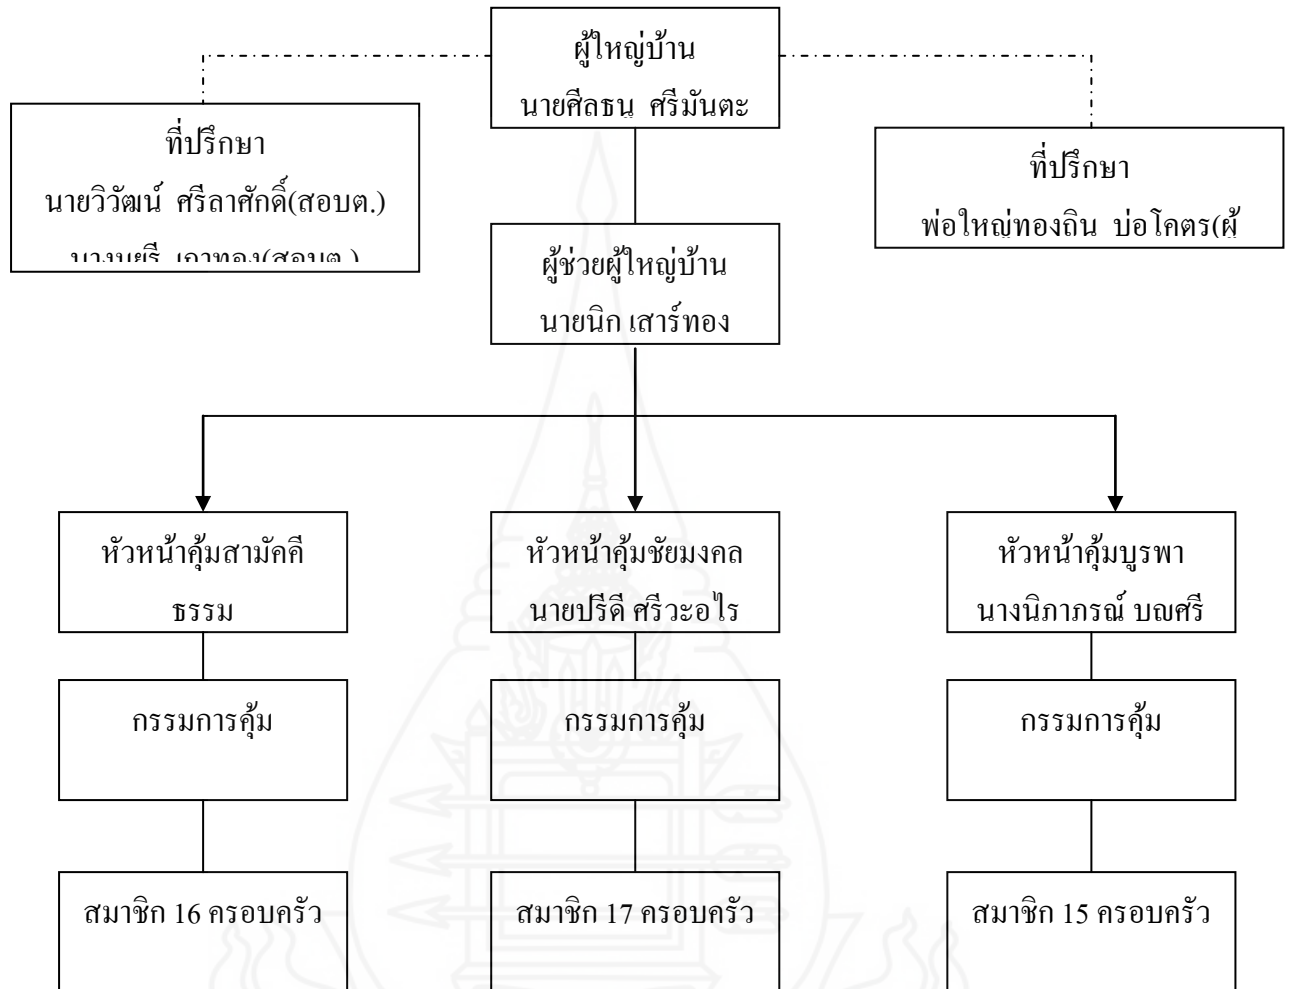 ผู้ใหญ่บ้าน
นายศีลธน ศรีมันตะ
ที่ปรึกษา
นายวิวัฒน์ ศรีลาศักดิ์(สอบต.)
(สอบต.)
ที่ปรึกษา
พ่อใหญ่ทองถิน บ่อโคตร(ผู้
ผู้ช่วยผู้ใหญ่บ้าน
นายนิก เสาร์ทอง
หัวหน้าคุ้มสามัคคี
ธรรม
หัวหน้าคุ้มชัยมงคล
นายปรีดี ศรีวะอไร
หัวหน้าคุ้มบูรพา
นางนิภาภรณ์ บุญศรี
กรรมการคุ้ม
กรรมการคุ้ม
กรรมการคุ้ม
สมาชิก 16 ครอบครัว
สมาชิก 17 ครอบครัว
สมาชิก 15 ครอบครัว